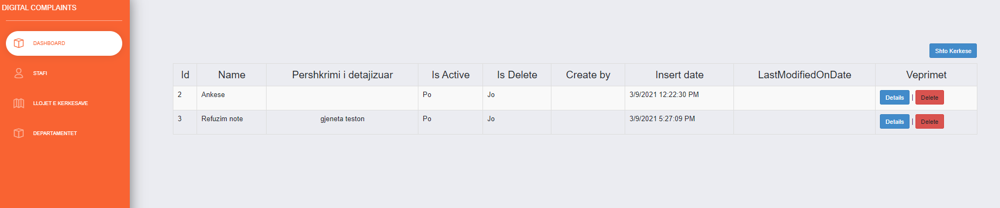 DIGITAL COMPLAINTS
DASHBOARD
STAFI
LLOJET E KERKESAVE
DEPARTAMENTET
Shto Kerkese
Id Name Pershkrimi i detajizuar Is Active Is Delete Create by Insert date LastModifiedOnDate Veprimet
2 Ankese Po Jo 3/9/2021 12:22:30 PM Details | Delete
3 Refuzim note gjeneta teston Po Jo 3/9/2021 5:27:09 PM Details | Delete